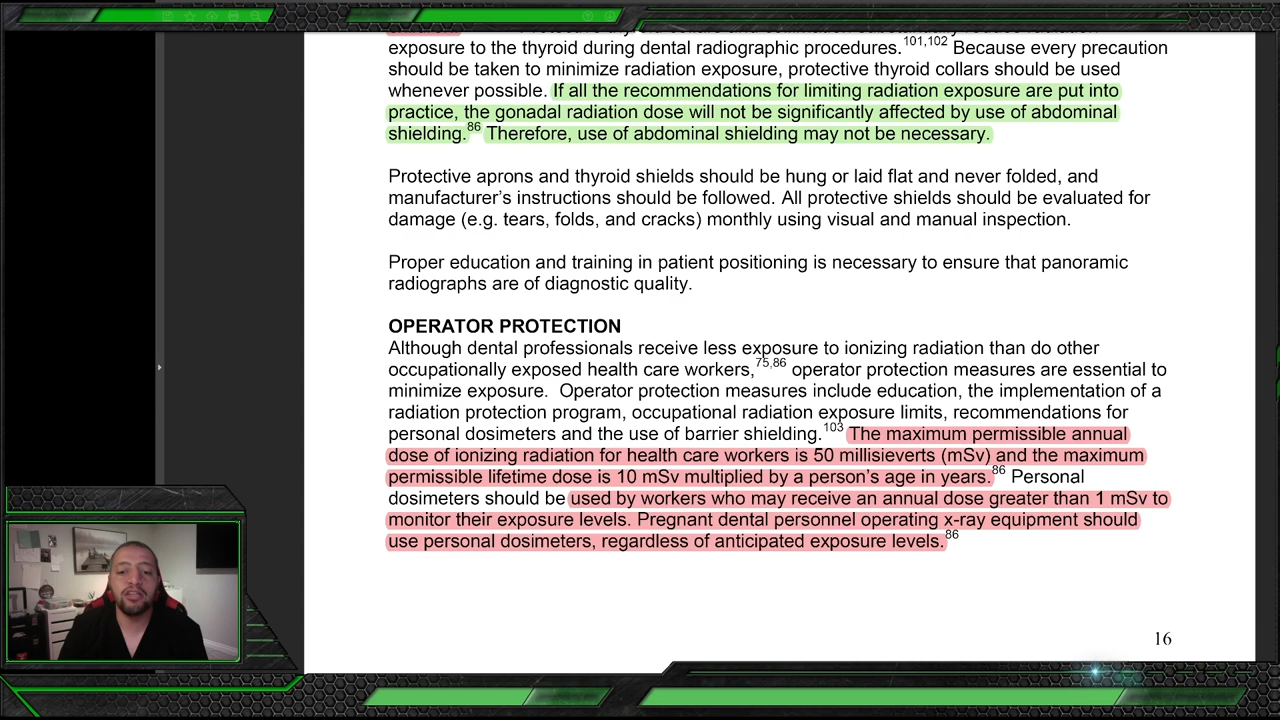 exposure to the thyroid during dental radiographic procedures.101,102 Because every precaution
should be taken to minimize radiation exposure, protective thyroid collars should be used
whenever possible. If all the recommendations for limiting radiation exposure are put into
practice, the gonadal radiation dose will not be significantly affected by use of abdominal
shielding.86 Therefore, use of abdominal shielding may not be necessary.
Protective aprons and thyroid shields should be hung or laid flat and never folded, and
manufacturer’s instructions should be followed. All protective shields should be evaluated for
damage (e.g. tears, folds, and cracks) monthly using visual and manual inspection.
Proper education and training in patient positioning is necessary to ensure that panoramic
radiographs are of diagnostic quality.
OPERATOR PROTECTION
Although dental professionals receive less exposure to ionizing radiation than do other
occupationally exposed health care workers,75,86 operator protection measures are essential to
minimize exposure.  Operator protection measures include education, the implementation of a
radiation protection program, occupational radiation exposure limits, recommendations for
personal dosimeters and the use of barrier shielding.103 The maximum permissible annual
dose of ionizing radiation for health care workers is 50 millisieverts (mSv) and the maximum
permissible lifetime dose is 10 mSv multiplied by a person’s age in years.86 Personal
dosimeters should be used by workers who may receive an annual dose greater than 1 mSv to
monitor their exposure levels. Pregnant dental personnel operating x-ray equipment should
use personal dosimeters, regardless of anticipated exposure levels.86
16